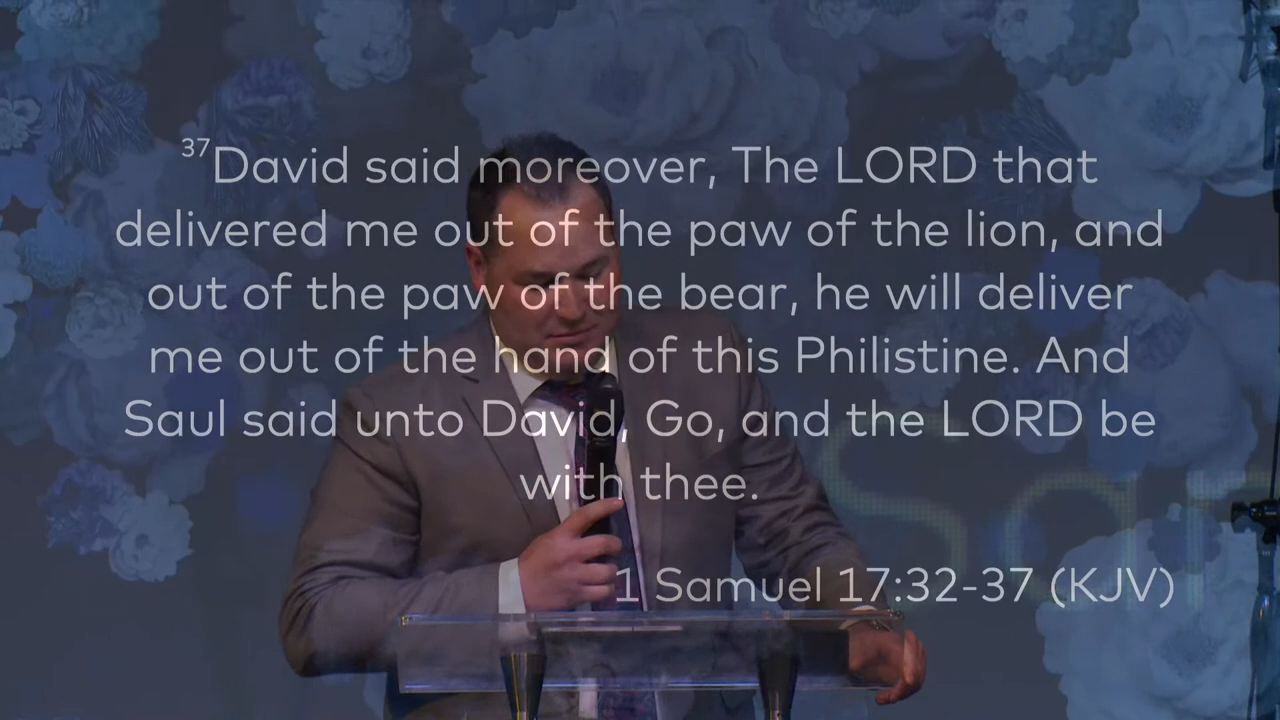 37David said moreover, The LORD that
delivered me out of the paw of the lion, and
out of the paw of the bear, he will deliver
me out of the hand of this Philistine. And
Saul said unto David, Go, and the LORD be
with thee.
1 Samuel 17:32-37 (KJV)